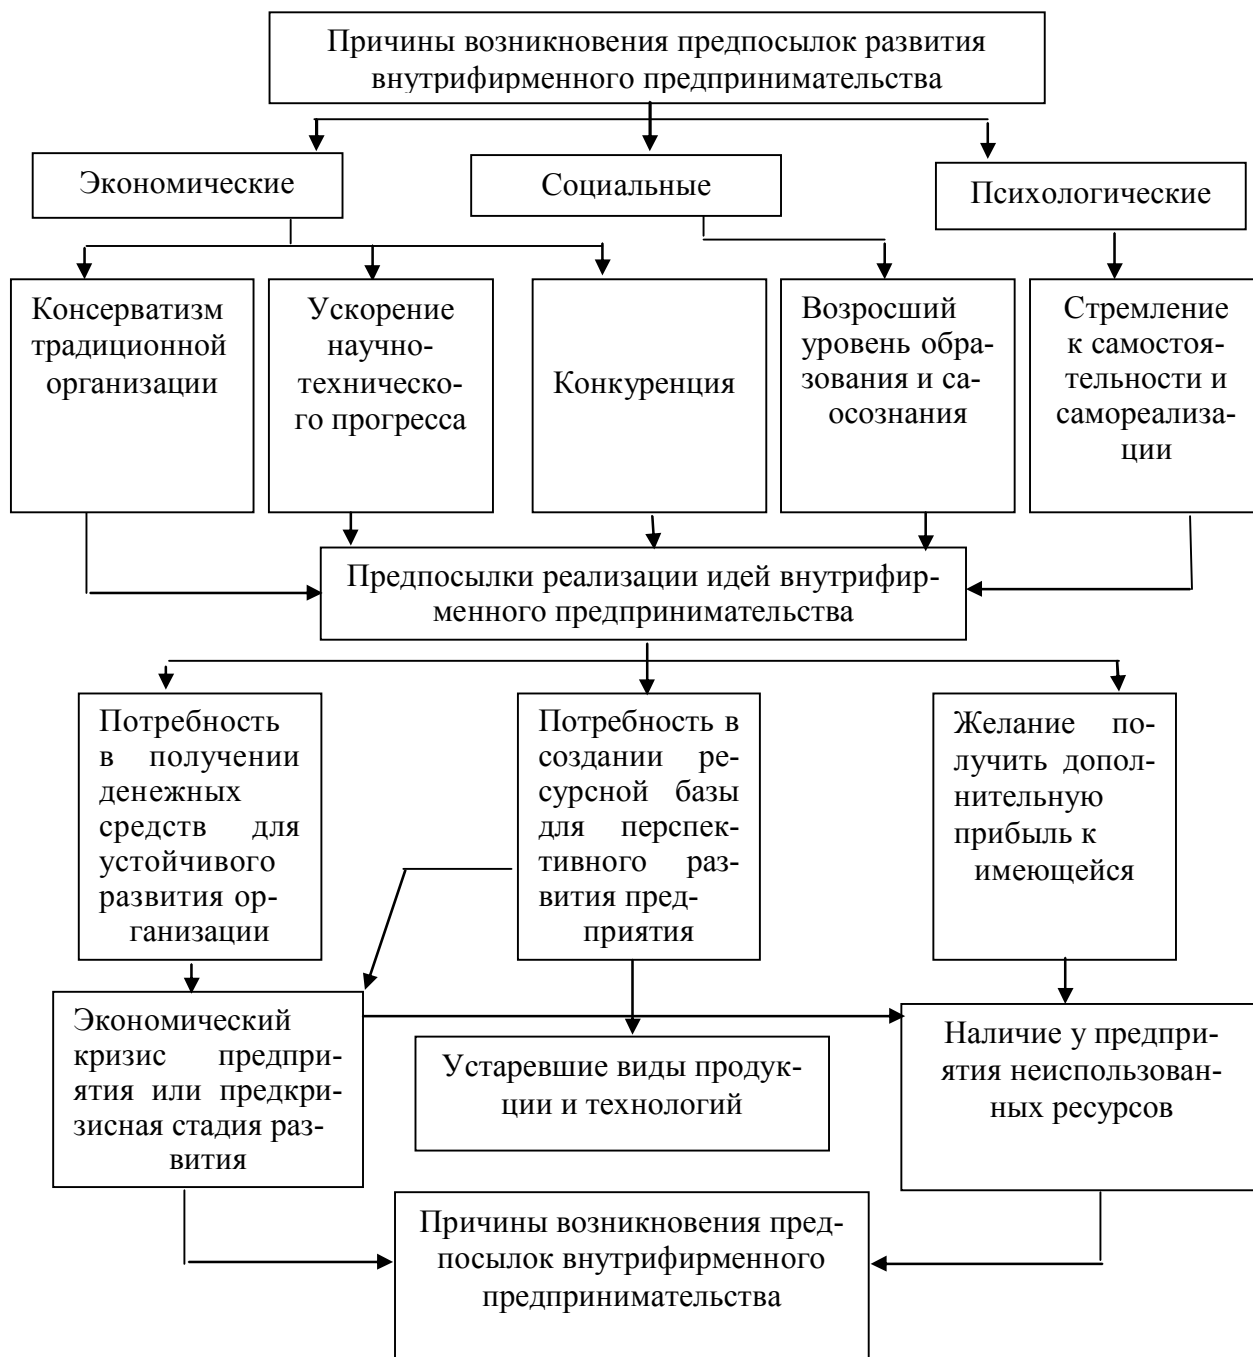 Причины возникновения предпосылок развития
внутрифирменного предпринимательства
Экономические
Социальные
Психологические
Консерватизм
традиционной
организации
Ускорение
научно-
техническо-
го прогресса
Конкуренция
Возросший
уровень обра-
зования и са-
осознания
Стремление
к самостоя-
тельности и
самореализа-
ции
Предпосылки реализации идей внутрифир-
менного предпринимательства
Потребность
в получении
денежных
средств для
устойчивого
развития ор-
ганизации
Потребность в
создании ре-
сурсной базы
для перспек-
тивного раз-
вития пред-
приятия
Желание по-
лучить допол-
нительную
прибыль к
имеющейся
Экономический
кризис предпри-
ятия или предкри-
зисная стадия раз-
вития
Устаревшие виды продук-
ции и технологий
Наличие у предпри-
ятия неиспользован-
ных ресурсов
Причины возникновения пред-
посылок внутрифирменного
предпринимательства